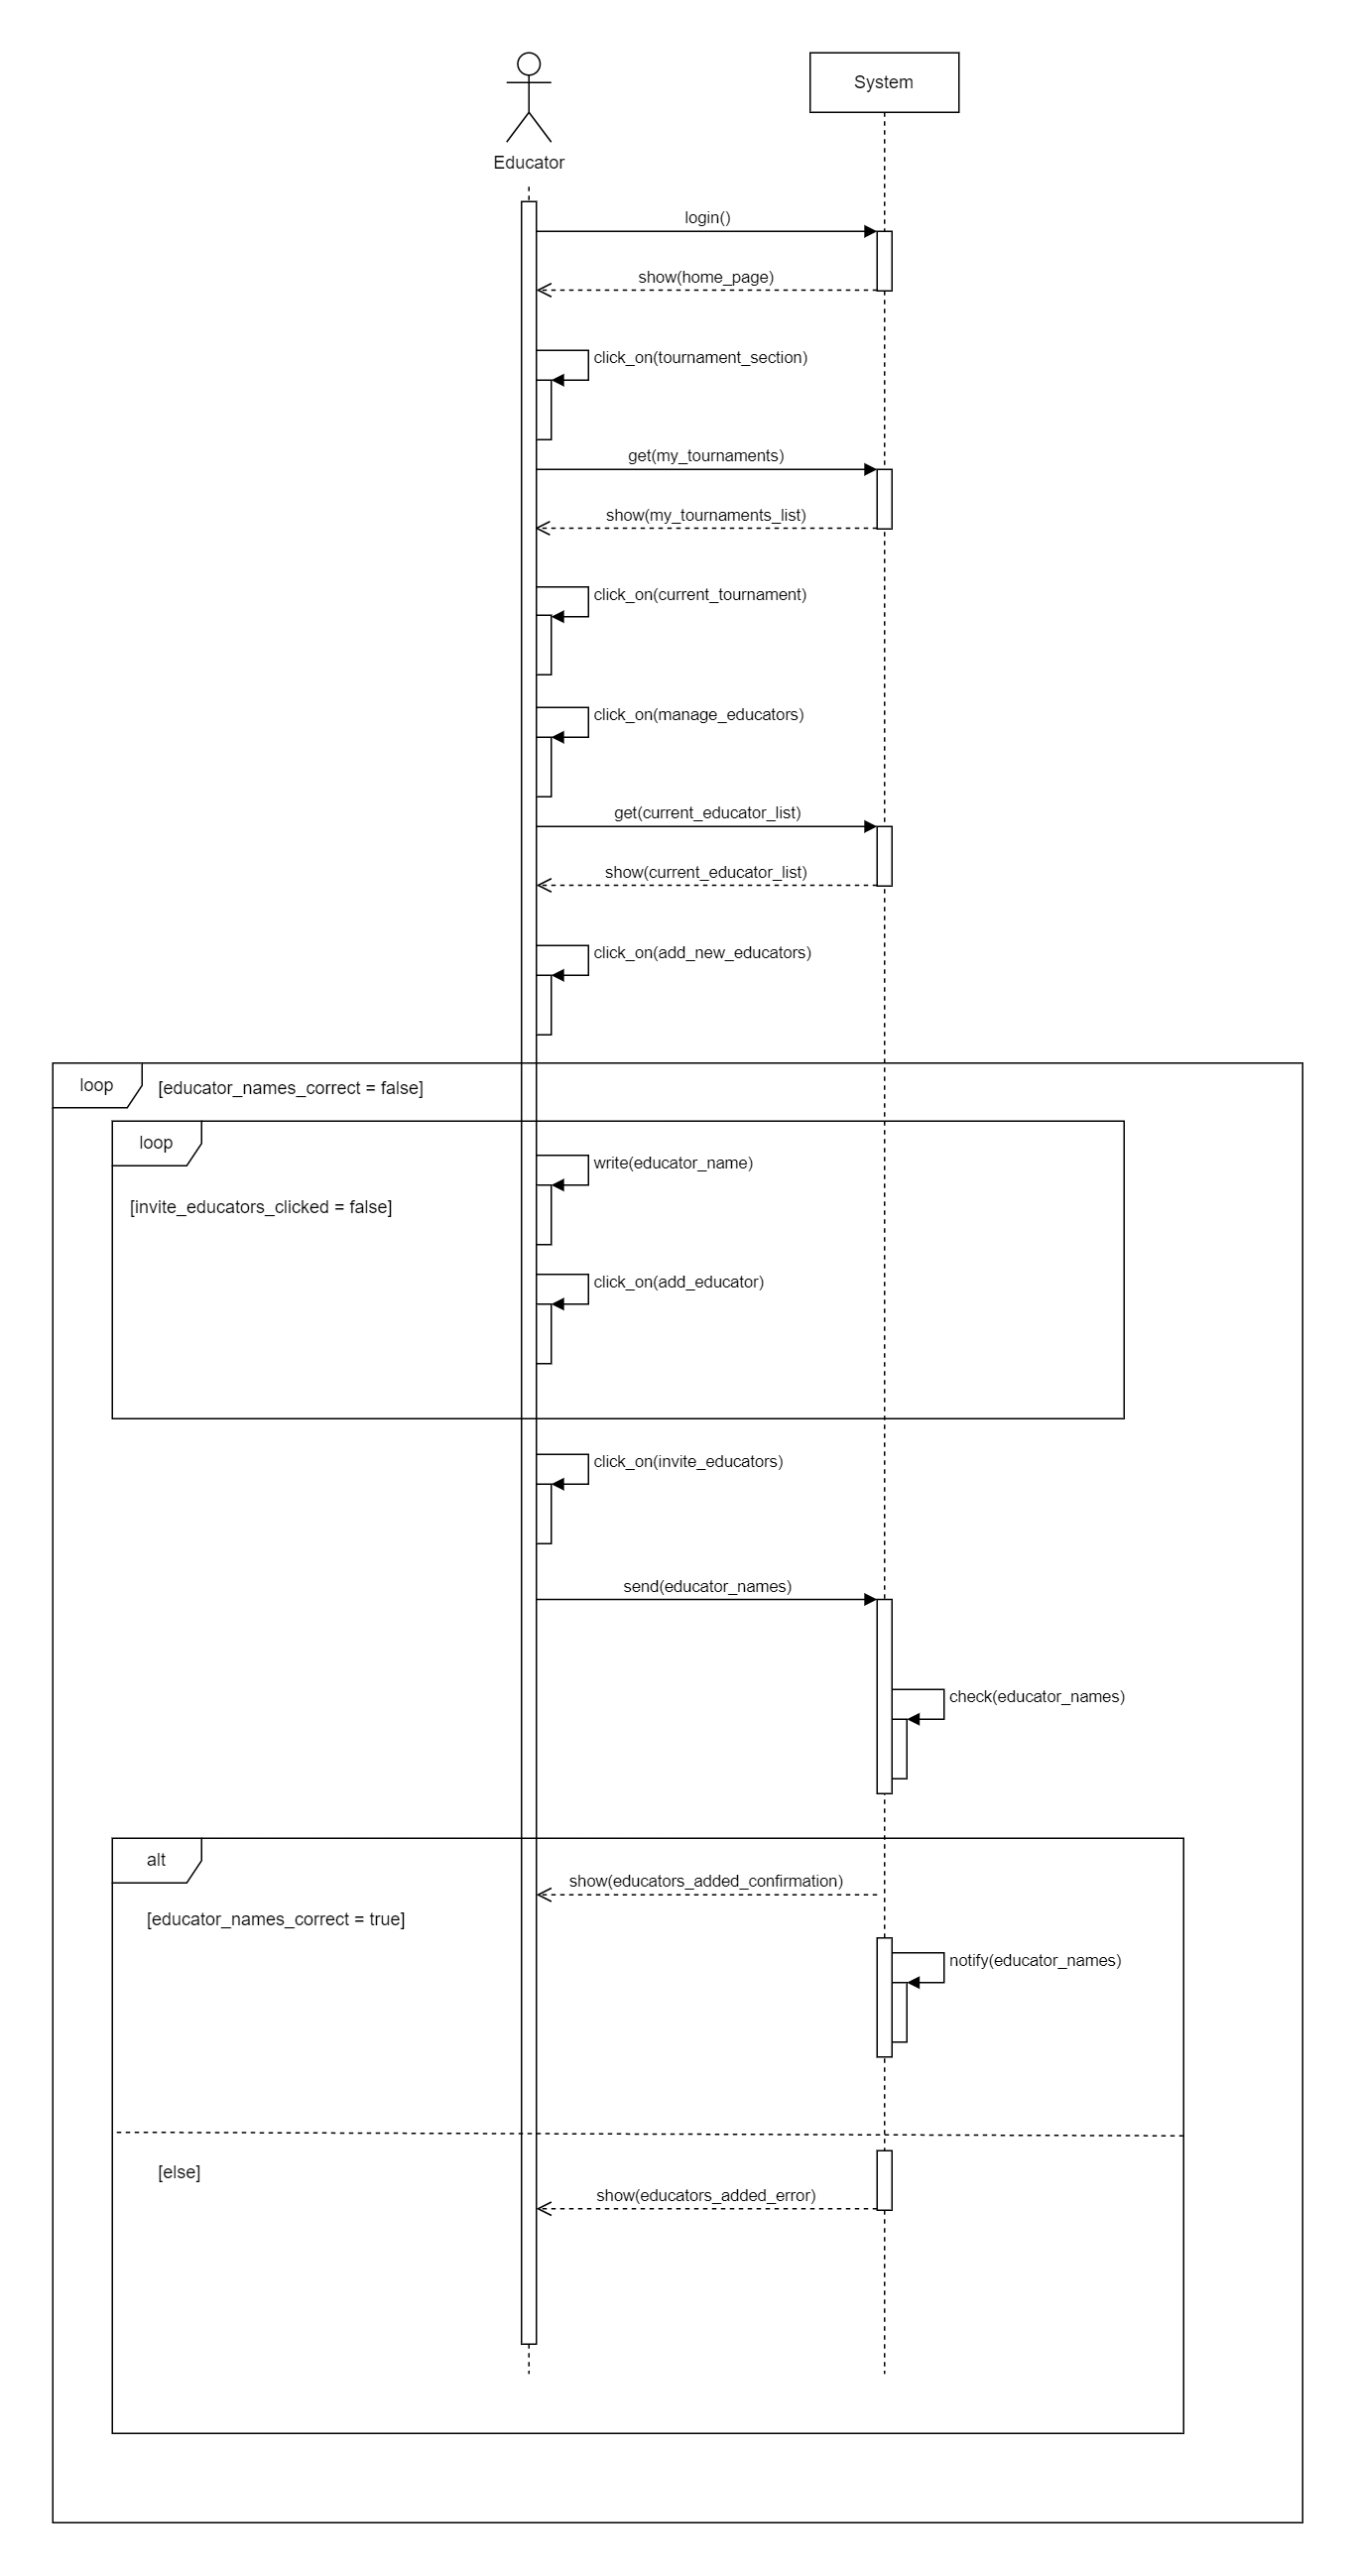 System
Educator
login()
show(home_page)
click_on(tournament_section)
get(my_tournaments)
show(my_tournaments_list)
click_on(current_tournament)
click_on(manage_educators)
get(current_educator_list)
show(current_educator_list)
click_on(add_new_educators)
loop
[educator_names_correct = false]
loop
write(educator_name)
[invite_educators_clicked = false]
click_on(add_educator)
click_on(invite_educators)
send(educator_names)
check(educator_names)
alt
show(educators_added_confirmation)
[educator_names_correct = true]
notify(educator_names)
[else]
show(educators_added_error)